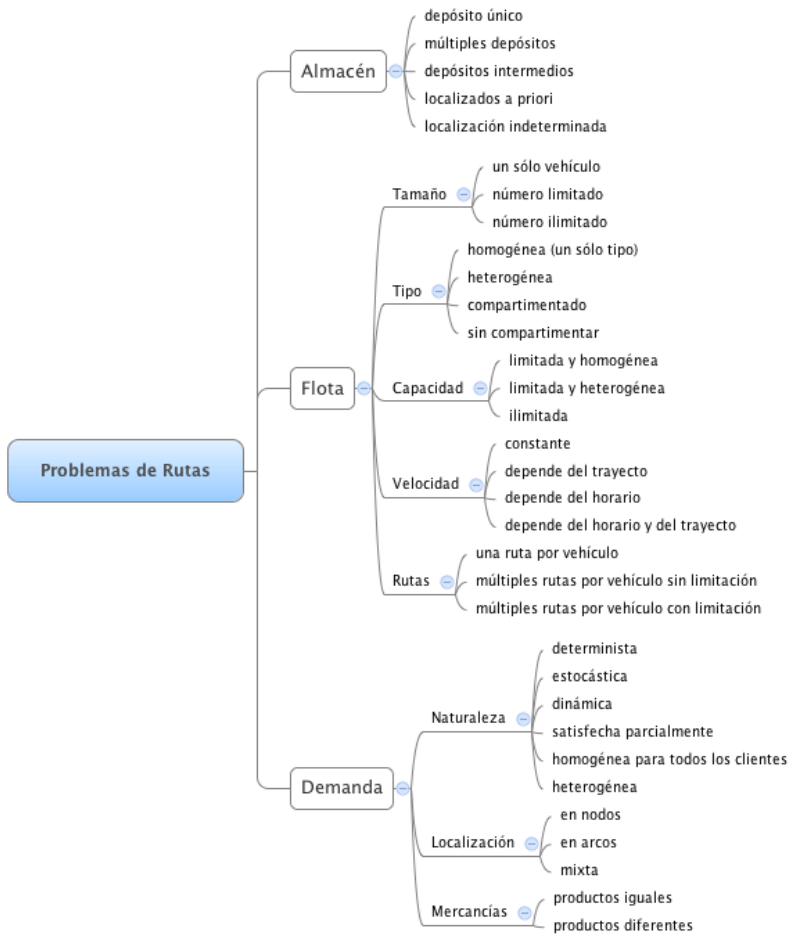 Problemas de Rutas
Almacén
depósito único
múltiples depósitos
depósitos intermedios
localizados a priori
localización indeterminada
Flota
Tamaño
un sólo vehículo
número limitado
número ilimitado
Tipo
homogénea (un sólo tipo)
heterogénea
compartimentado
sin compartimentar
Capacidad
limitada y homogénea
limitada y heterogénea
ilimitada
Velocidad
constante
depende del trayecto
depende del horario
depende del horario y del trayecto
Rutas
una ruta por vehículo
múltiples rutas por vehículo sin limitación
múltiples rutas por vehículo con limitación
Demanda
Naturaleza
determinista
estocástica
dinámica
satisfecha parcialmente
homogénea para todos los clientes
heterogénea
Localización
en nodos
en arcos
mixta
Mercancías
productos iguales
productos diferentes